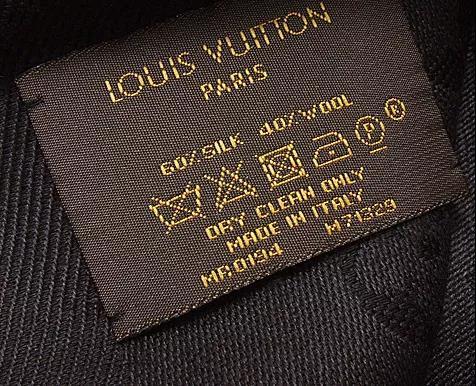 LOUIS VUITTON
PARIS
60% SILK 40% WOOL
P ®
DRY CLEAN ONLY
MADE IN ITALY
MR0194 M71329